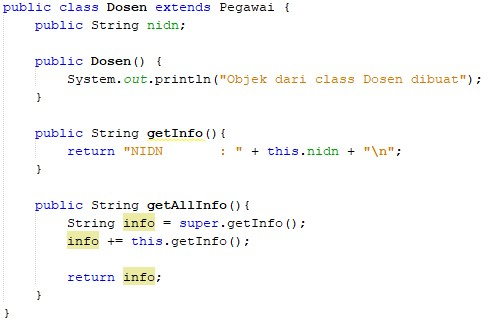 public class Dosen extends Pegawai {
    public String nidn;

    public Dosen() {
        System.out.println("Objek dari class Dosen dibuat");
    }

    public String getInfo(){
        return "NIDN       : " + this.nidn + "\n";
    }

    public String getAllInfo(){
        String info = super.getInfo();
        info += this.getInfo();

        return info;
    }
}